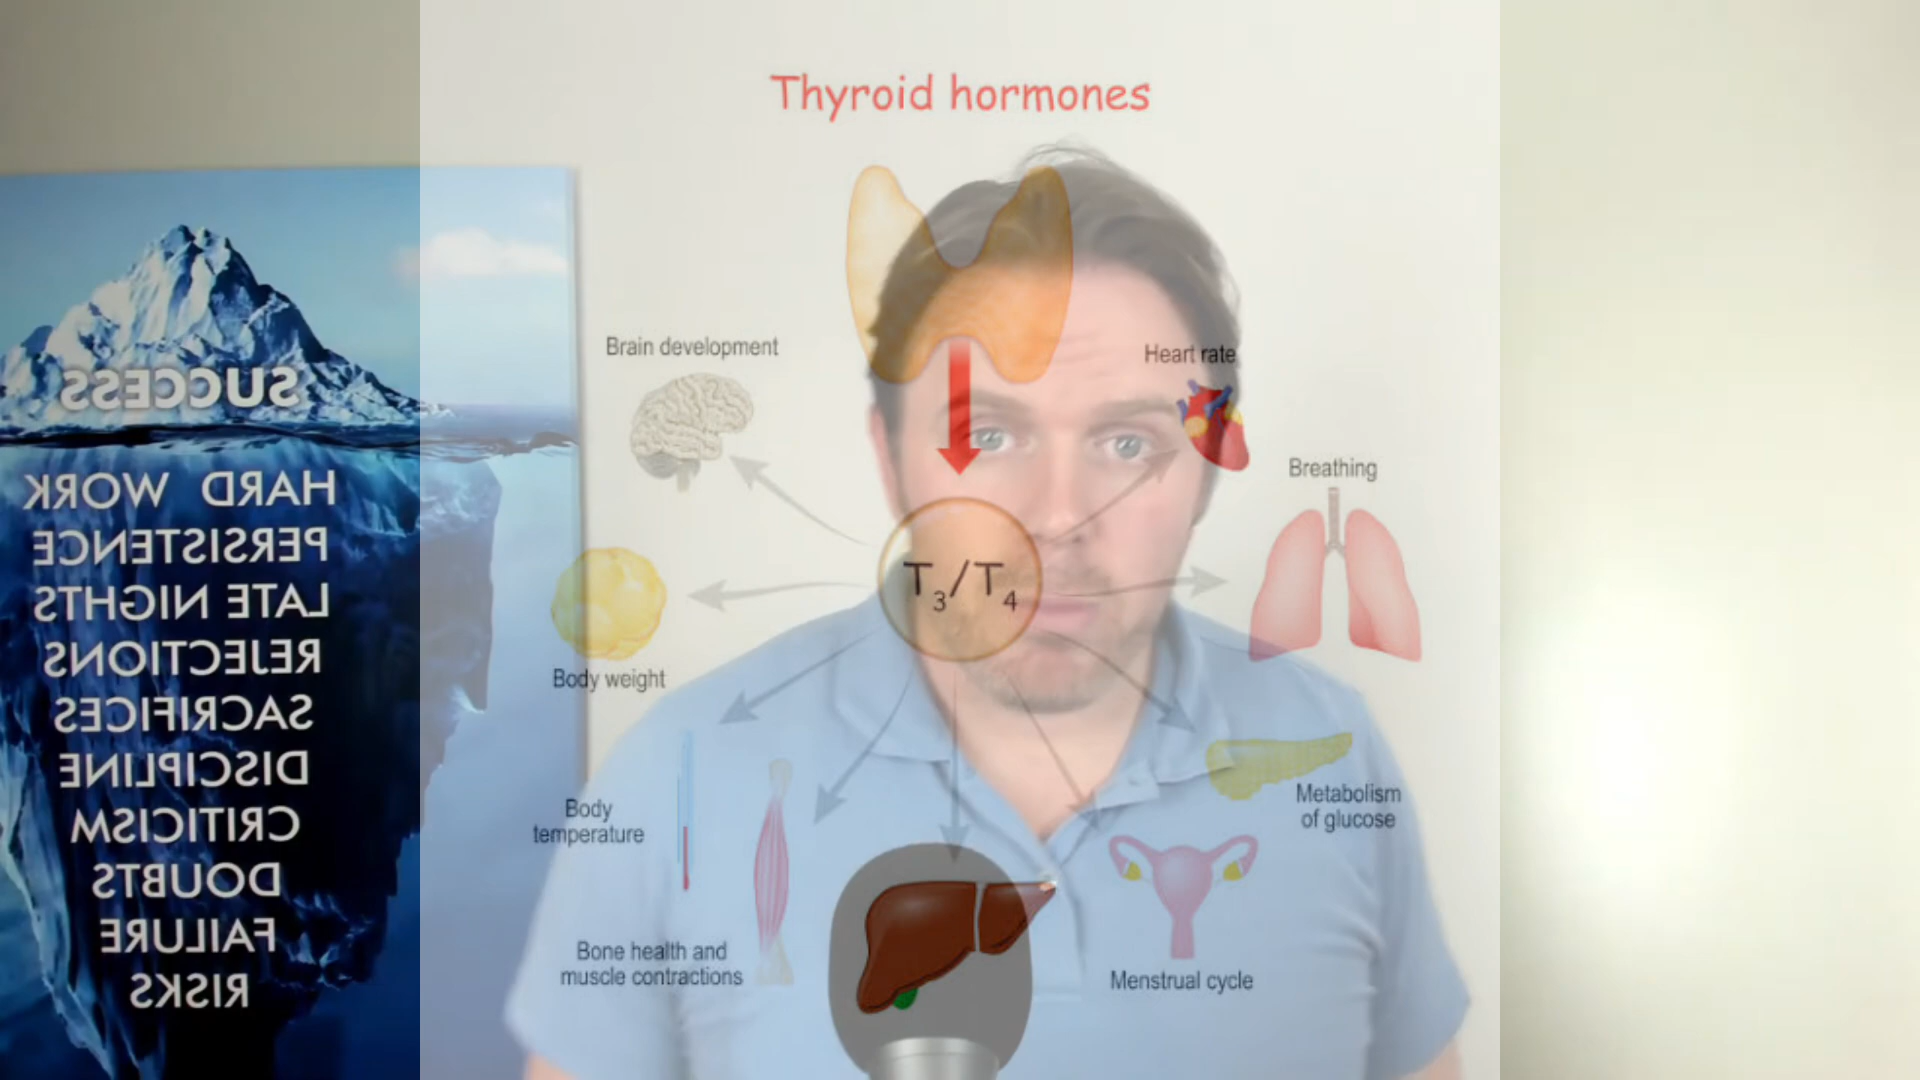 Thyroid hormones
Brain development
Heart rate
Breathing
T3/T4
Body weight
Body
temperature
Metabolism
of glucose
Bone health and
muscle contractions
Menstrual cycle
SUCCESS
HARD WORK
PERSISTENCE
LATE NIGHTS
REJECTIONS
SACRIFICES
DISCIPLINE
CRITICISM
DOUBTS
FAILURE
RISKS